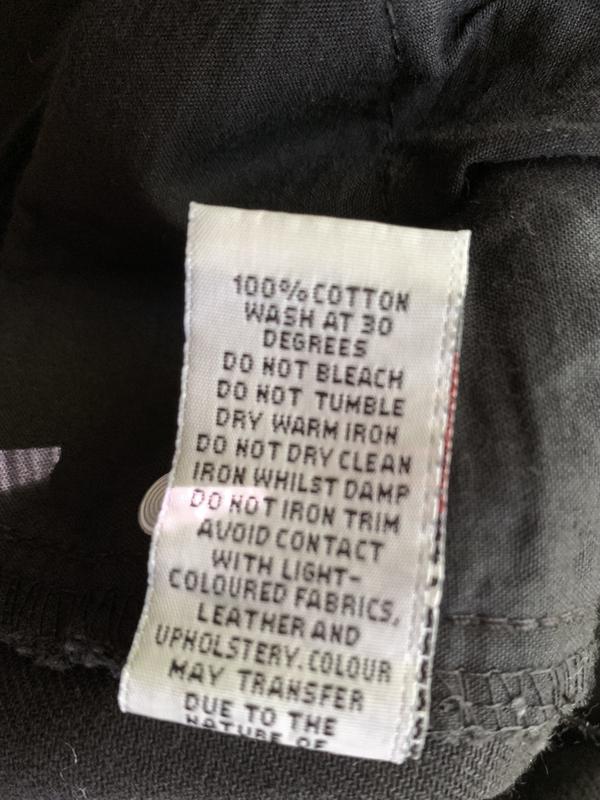 100% COTTON
WASH AT 30
DEGREES
DO NOT BLEACH
DO NOT TUMBLE
DRY WARM IRON
DO NOT DRY CLEAN
IRON WHILST DAMP
DO NOT IRON TRIM
AVOID CONTACT
WITH LIGHT-
COLOURED FABRICS,
LEATHER AND
UPHOLSTERY. COLOUR
MAY TRANSFER
DUE TO THE
NATURE OF